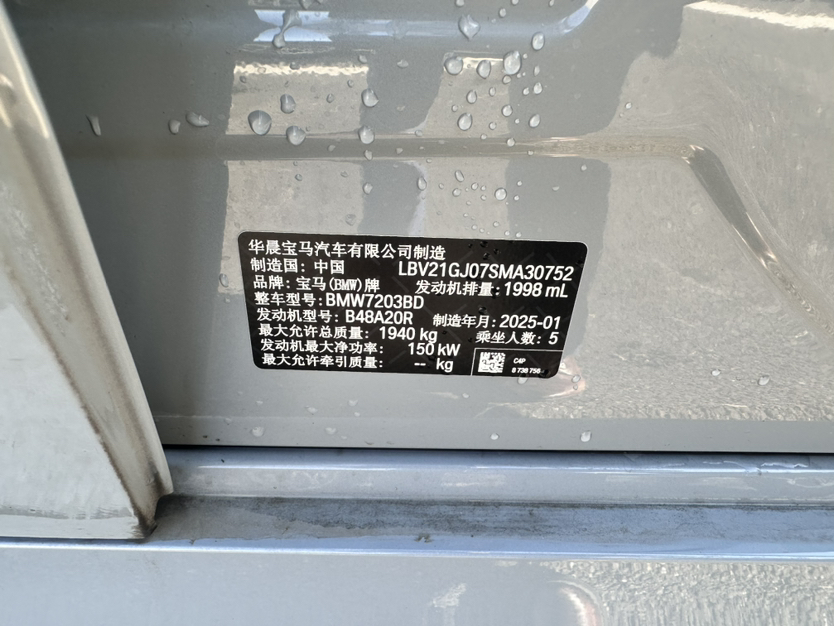 华晨宝马汽车有限公司制造
制造国：中国 LBV21GJ07SMA30752
品牌：宝马(BMW)牌 发动机排量：1998 mL
整车型号：BMW7203BD
发动机型号：B48A20R 制造年月：2025-01
最大允许总质量：1940 kg 乘坐人数：5
发动机最大净功率：150 kW
最大允许牵引质量：-- kg
C4P